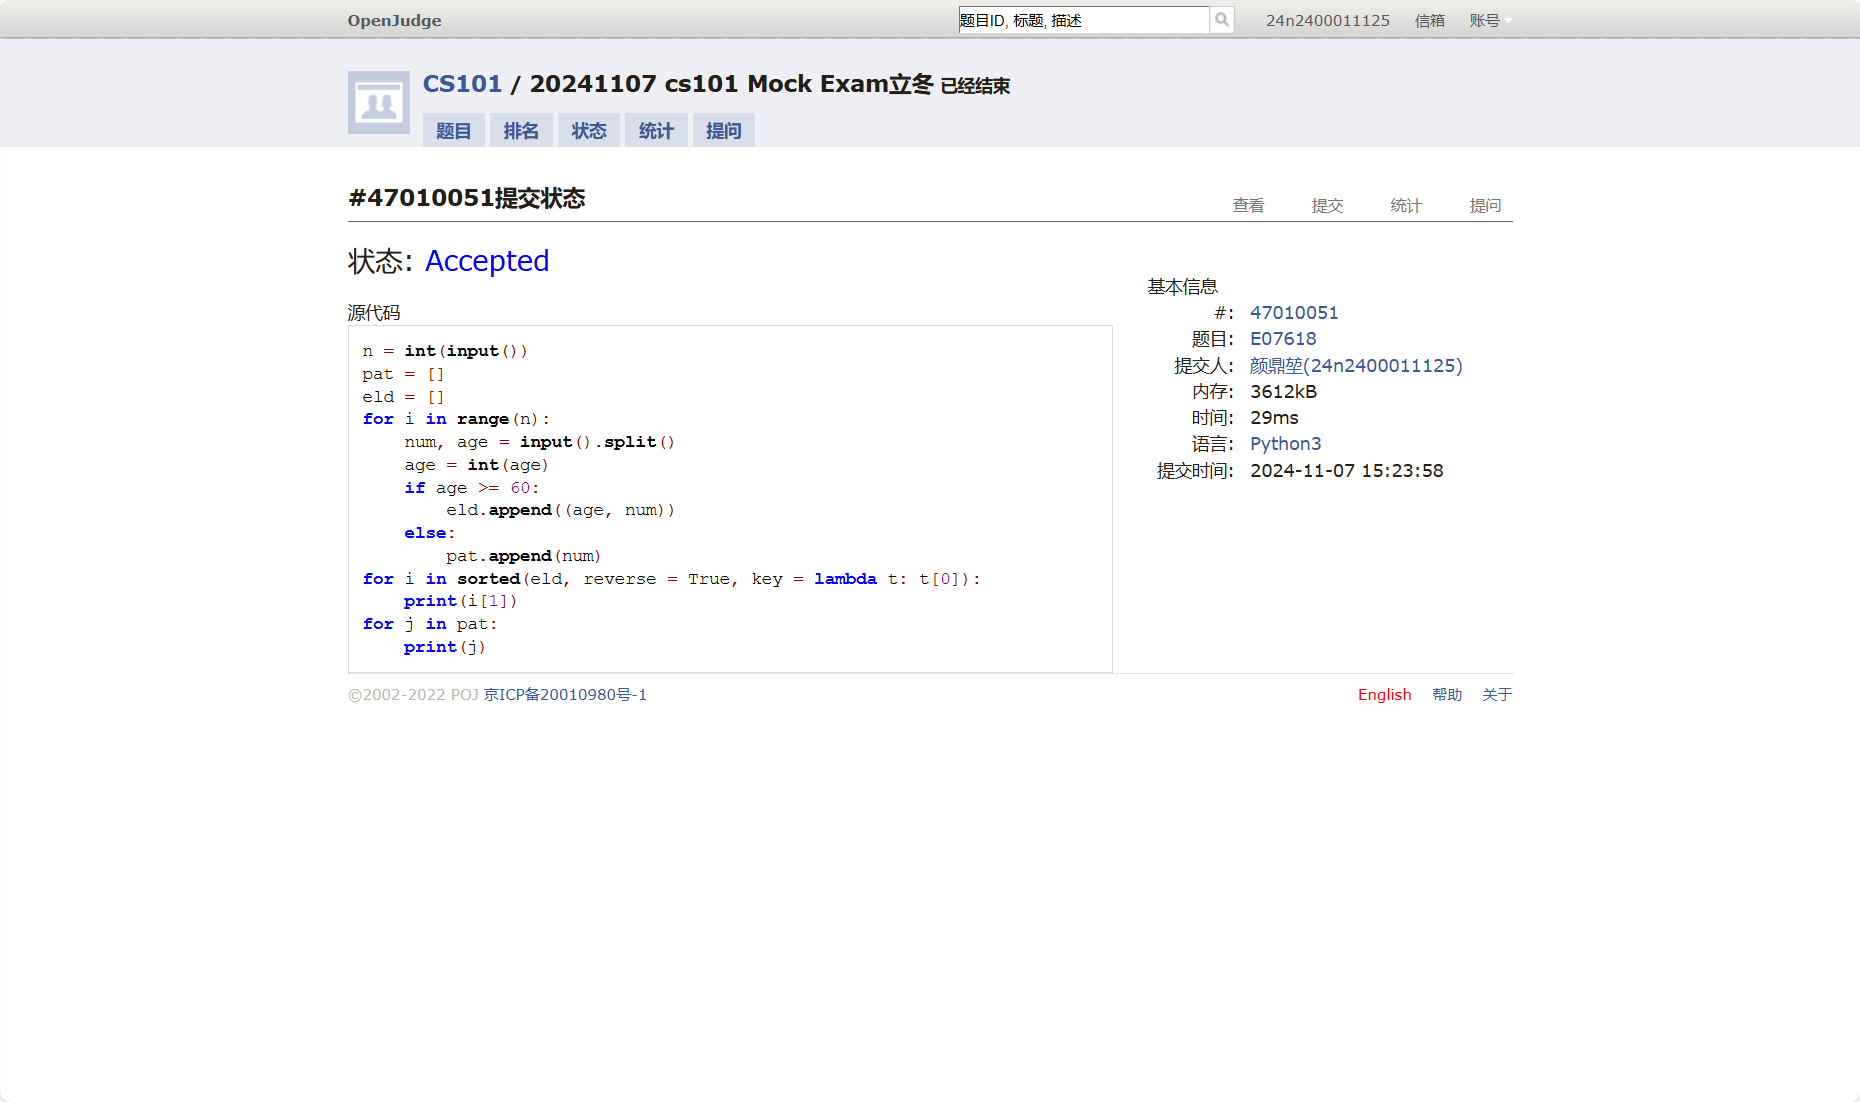 OpenJudge
题目ID, 标题, 描述
24n2400011125 信箱 账号
CS101 / 20241107 cs101 Mock Exam立冬 已经结束
题目 排名 状态 统计 提问
#47010051提交状态
查看 提交 统计 提问
状态: Accepted
源代码
n = int(input())
pat = []
eld = []
for i in range(n):
    num, age = input().split()
    age = int(age)
    if age >= 60:
        eld.append((age, num))
    else:
        pat.append(num)
for i in sorted(eld, reverse = True, key = lambda t: t[0]):
    print(i[1])
for j in pat:
    print(j)
基本信息
#: 47010051
题目: E07618
提交人: 颜鼎堃(24n2400011125)
内存: 3612kB
时间: 29ms
语言: Python3
提交时间: 2024-11-07 15:23:58
©2002-2022 POJ 京ICP备20010980号-1
English 帮助 关于